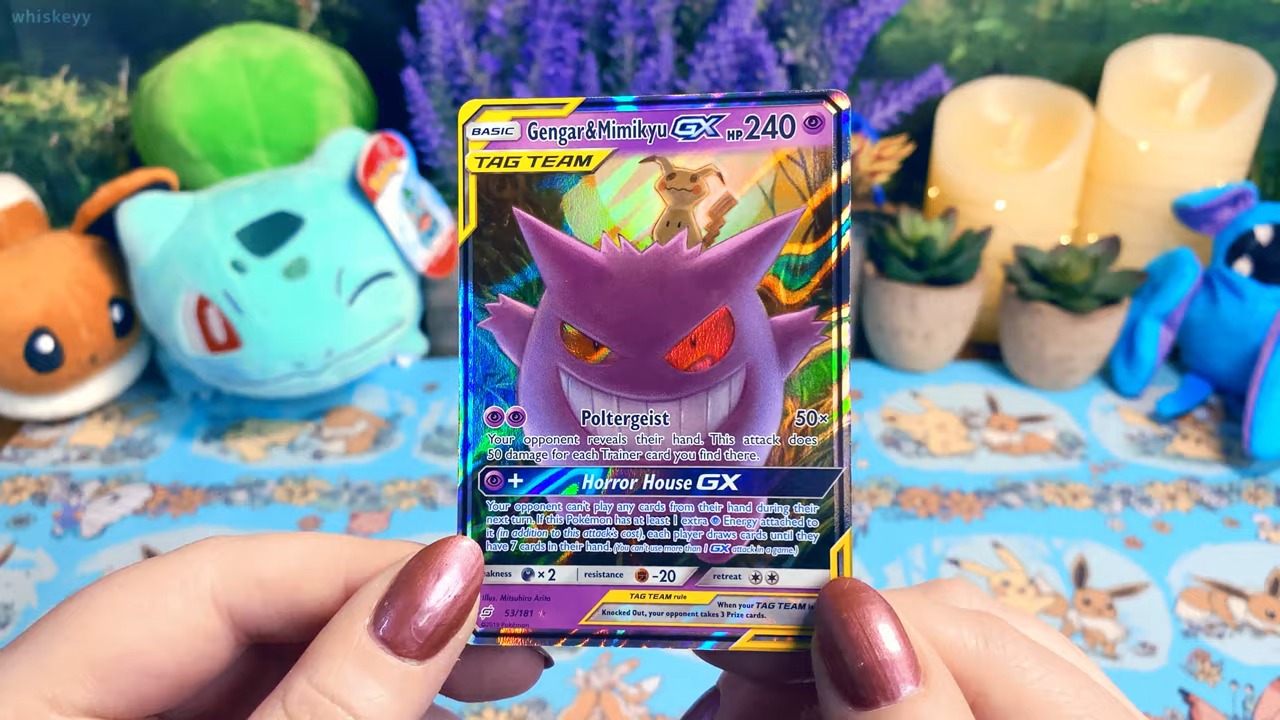 whiskeyy
BASIC Gengar&Mimikyu GX HP 240
TAG TEAM
Poltergeist 50×
Your opponent reveals their hand. This attack does
50 damage for each Trainer card you find there.
+ Horror House GX
Your opponent can't play any cards from their hand during their
next turn. If this Pokémon has at least 1 extra Energy attached to
it (in addition to this attack's cost), each player draws cards until they
have 7 cards in their hand. (You can't use more than 1 GX attack in a game.)
eakness ×2 resistance -20 retreat
Illus. Mitsuhiro Arita
53/181
©2019 Pokémon
TAG TEAM rule
When your TAG TEAM is
Knocked Out, your opponent takes 3 Prize cards.